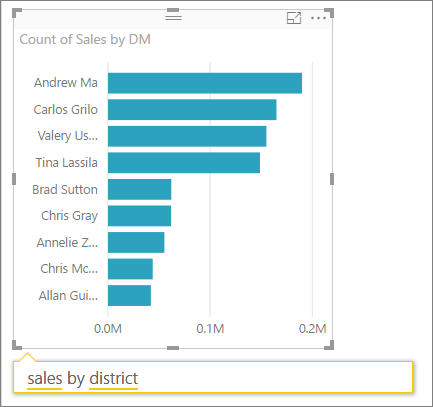 Count of Sales by DM
Andrew Ma
Carlos Grilo
Valery Us...
Tina Lassila
Brad Sutton
Chris Gray
Annelie Z...
Chris Mc...
Allan Gui...
0.0M 0.1M 0.2M
sales by district